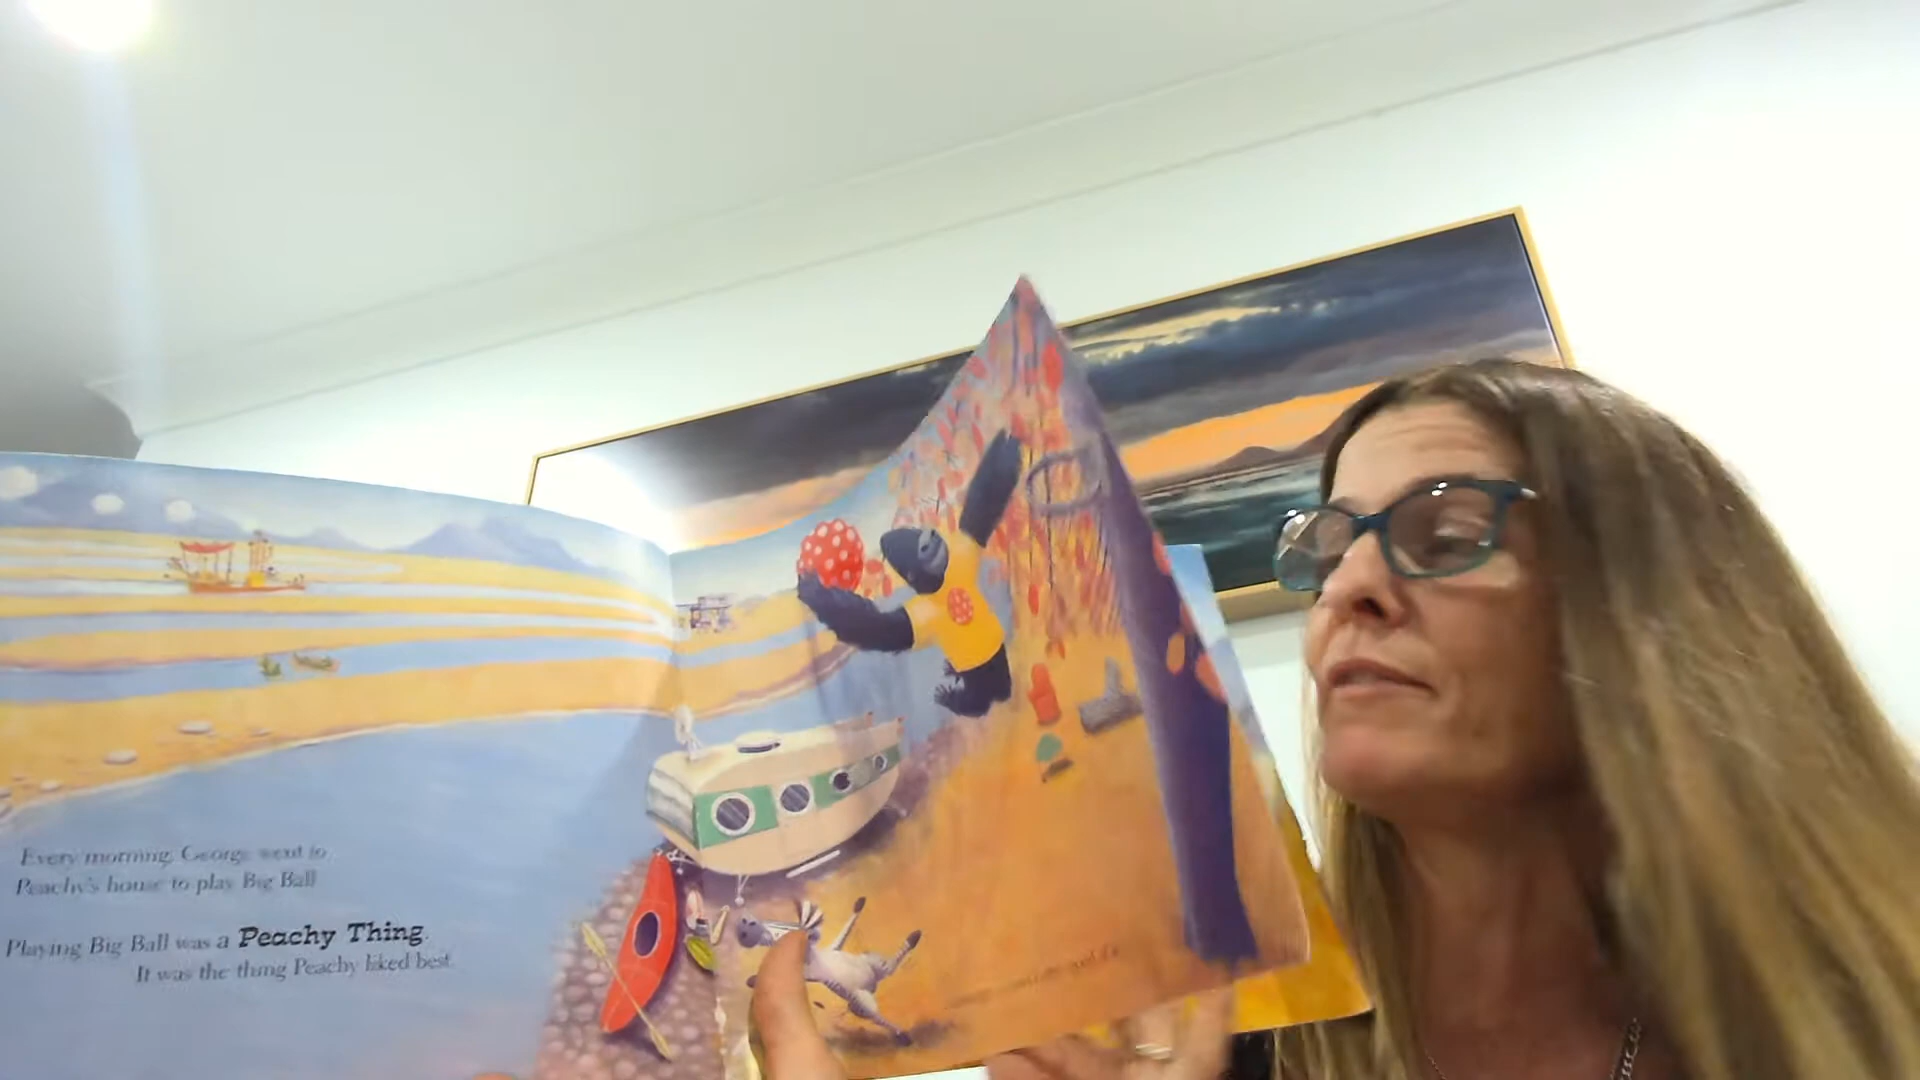 Every morning, George went to
Peachy's house to play Big Ball
Playing Big Ball was a Peachy Thing.
It was the thing Peachy liked best.